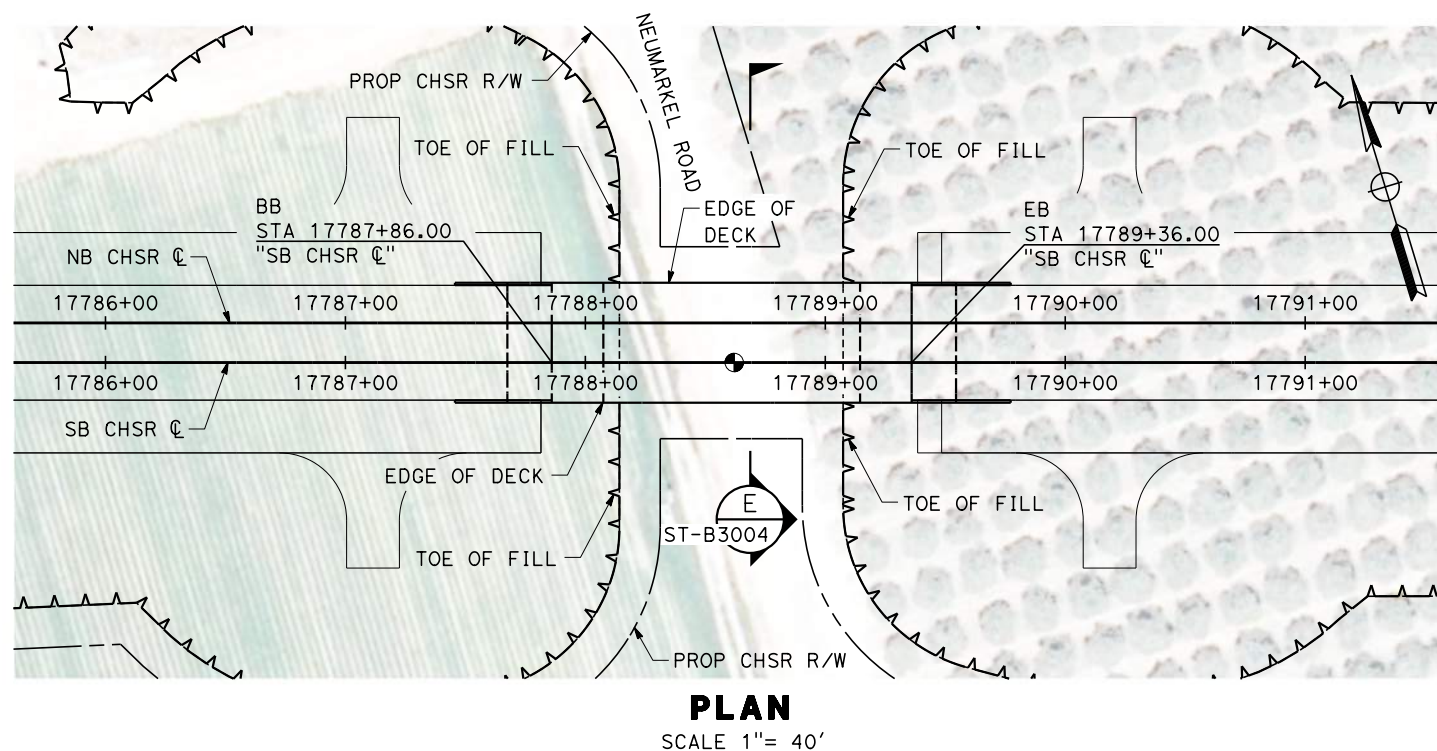 NEUMARKEL ROAD
PROP CHSR R/W
TOE OF FILL
TOE OF FILL
BB
STA 17787+86.00
"SB CHSR ℄"
EDGE OF
DECK
EB
STA 17789+36.00
"SB CHSR ℄"
NB CHSR ℄
17786+00 17787+00 17788+00 17789+00 17790+00 17791+00
17786+00 17787+00 17788+00 17789+00 17790+00 17791+00
SB CHSR ℄
EDGE OF DECK
TOE OF FILL
E
ST-B3004
TOE OF FILL
PROP CHSR R/W
PLAN
SCALE 1"= 40'